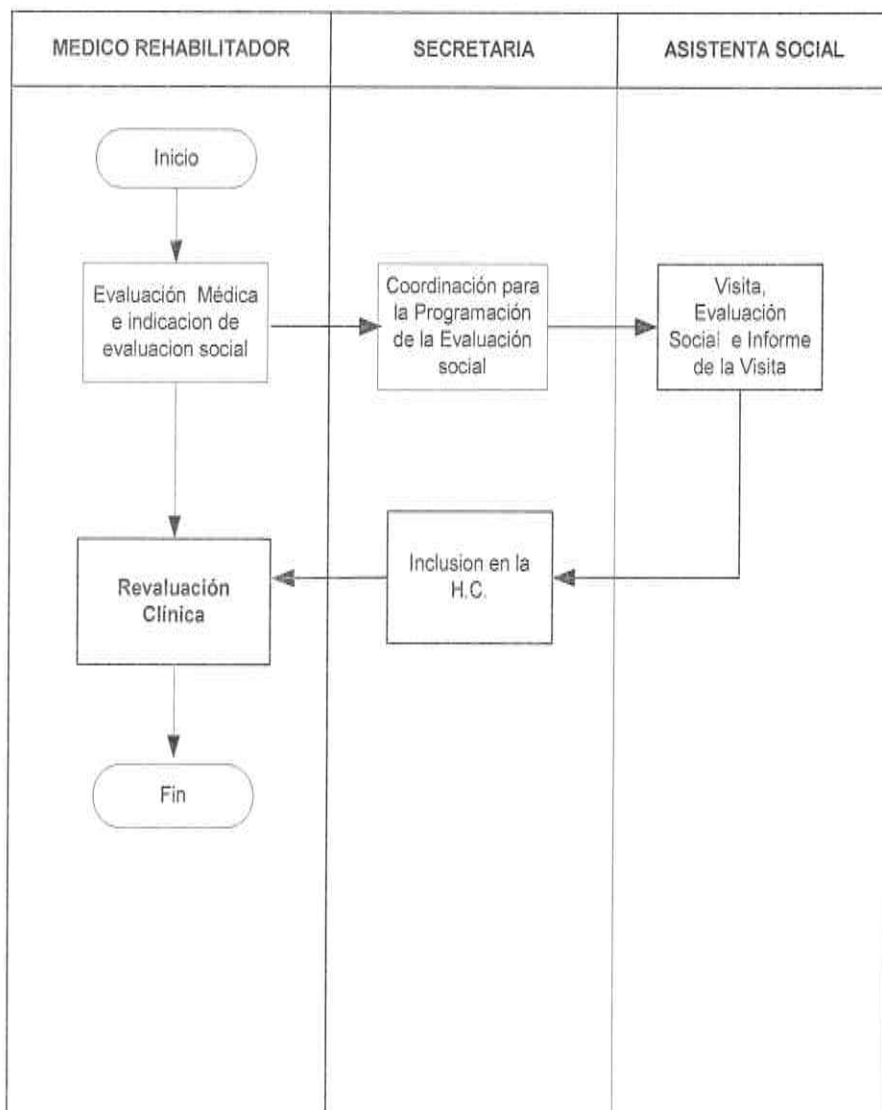 MEDICO REHABILITADOR
SECRETARIA
ASISTENTA SOCIAL
Inicio
Evaluación Médica
e indicacion de
evaluacion social
Coordinación para
la Programación
de la Evaluación
social
Visita,
Evaluación
Social e Informe
de la Visita
Revaluación
Clínica
Inclusion en la
H.C.
Fin